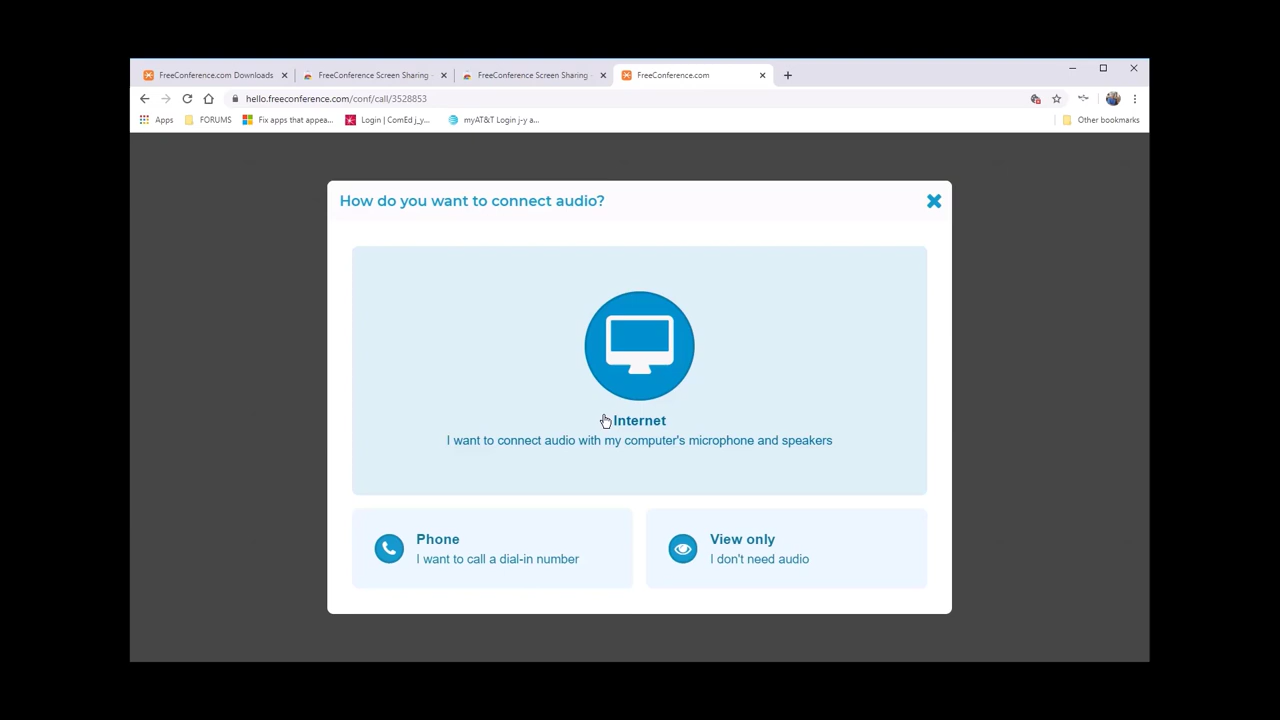 FreeConference.com Downloads
FreeConference Screen Sharing -
FreeConference Screen Sharing
FreeConference.com
hello.freeconference.com/conf/call/3528853
Apps FORUMS Fix apps that appea... Login | ComEd j_y... myAT&T Login j-y a... Other bookmarks
How do you want to connect audio?
Internet
I want to connect audio with my computer's microphone and speakers
Phone
I want to call a dial-in number
View only
I don't need audio